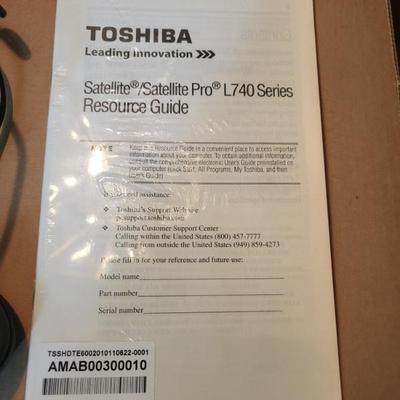 TOSHIBA
Leading Innovation >>>
Satellite®/Satellite Pro® L740 Series
Resource Guide
NOTE
Keep this Resource Guide in a convenient place to access important
information about your computer. To obtain additional information,
consult the comprehensive electronic User's Guide preinstalled on
your computer (click Start, All Programs, My Toshiba, and then
User's Guide)
If you need assistance:
❖ Toshiba's Support Web site
pcsupport.toshiba.com
❖ Toshiba Customer Support Center
Calling within the United States (800) 457-7777
Calling from outside the United States (949) 859-4273
Please fill in for your reference and future use:
Model name
Part number
Serial number
TSSHDTE6002010110622-0001
AMAB00300010